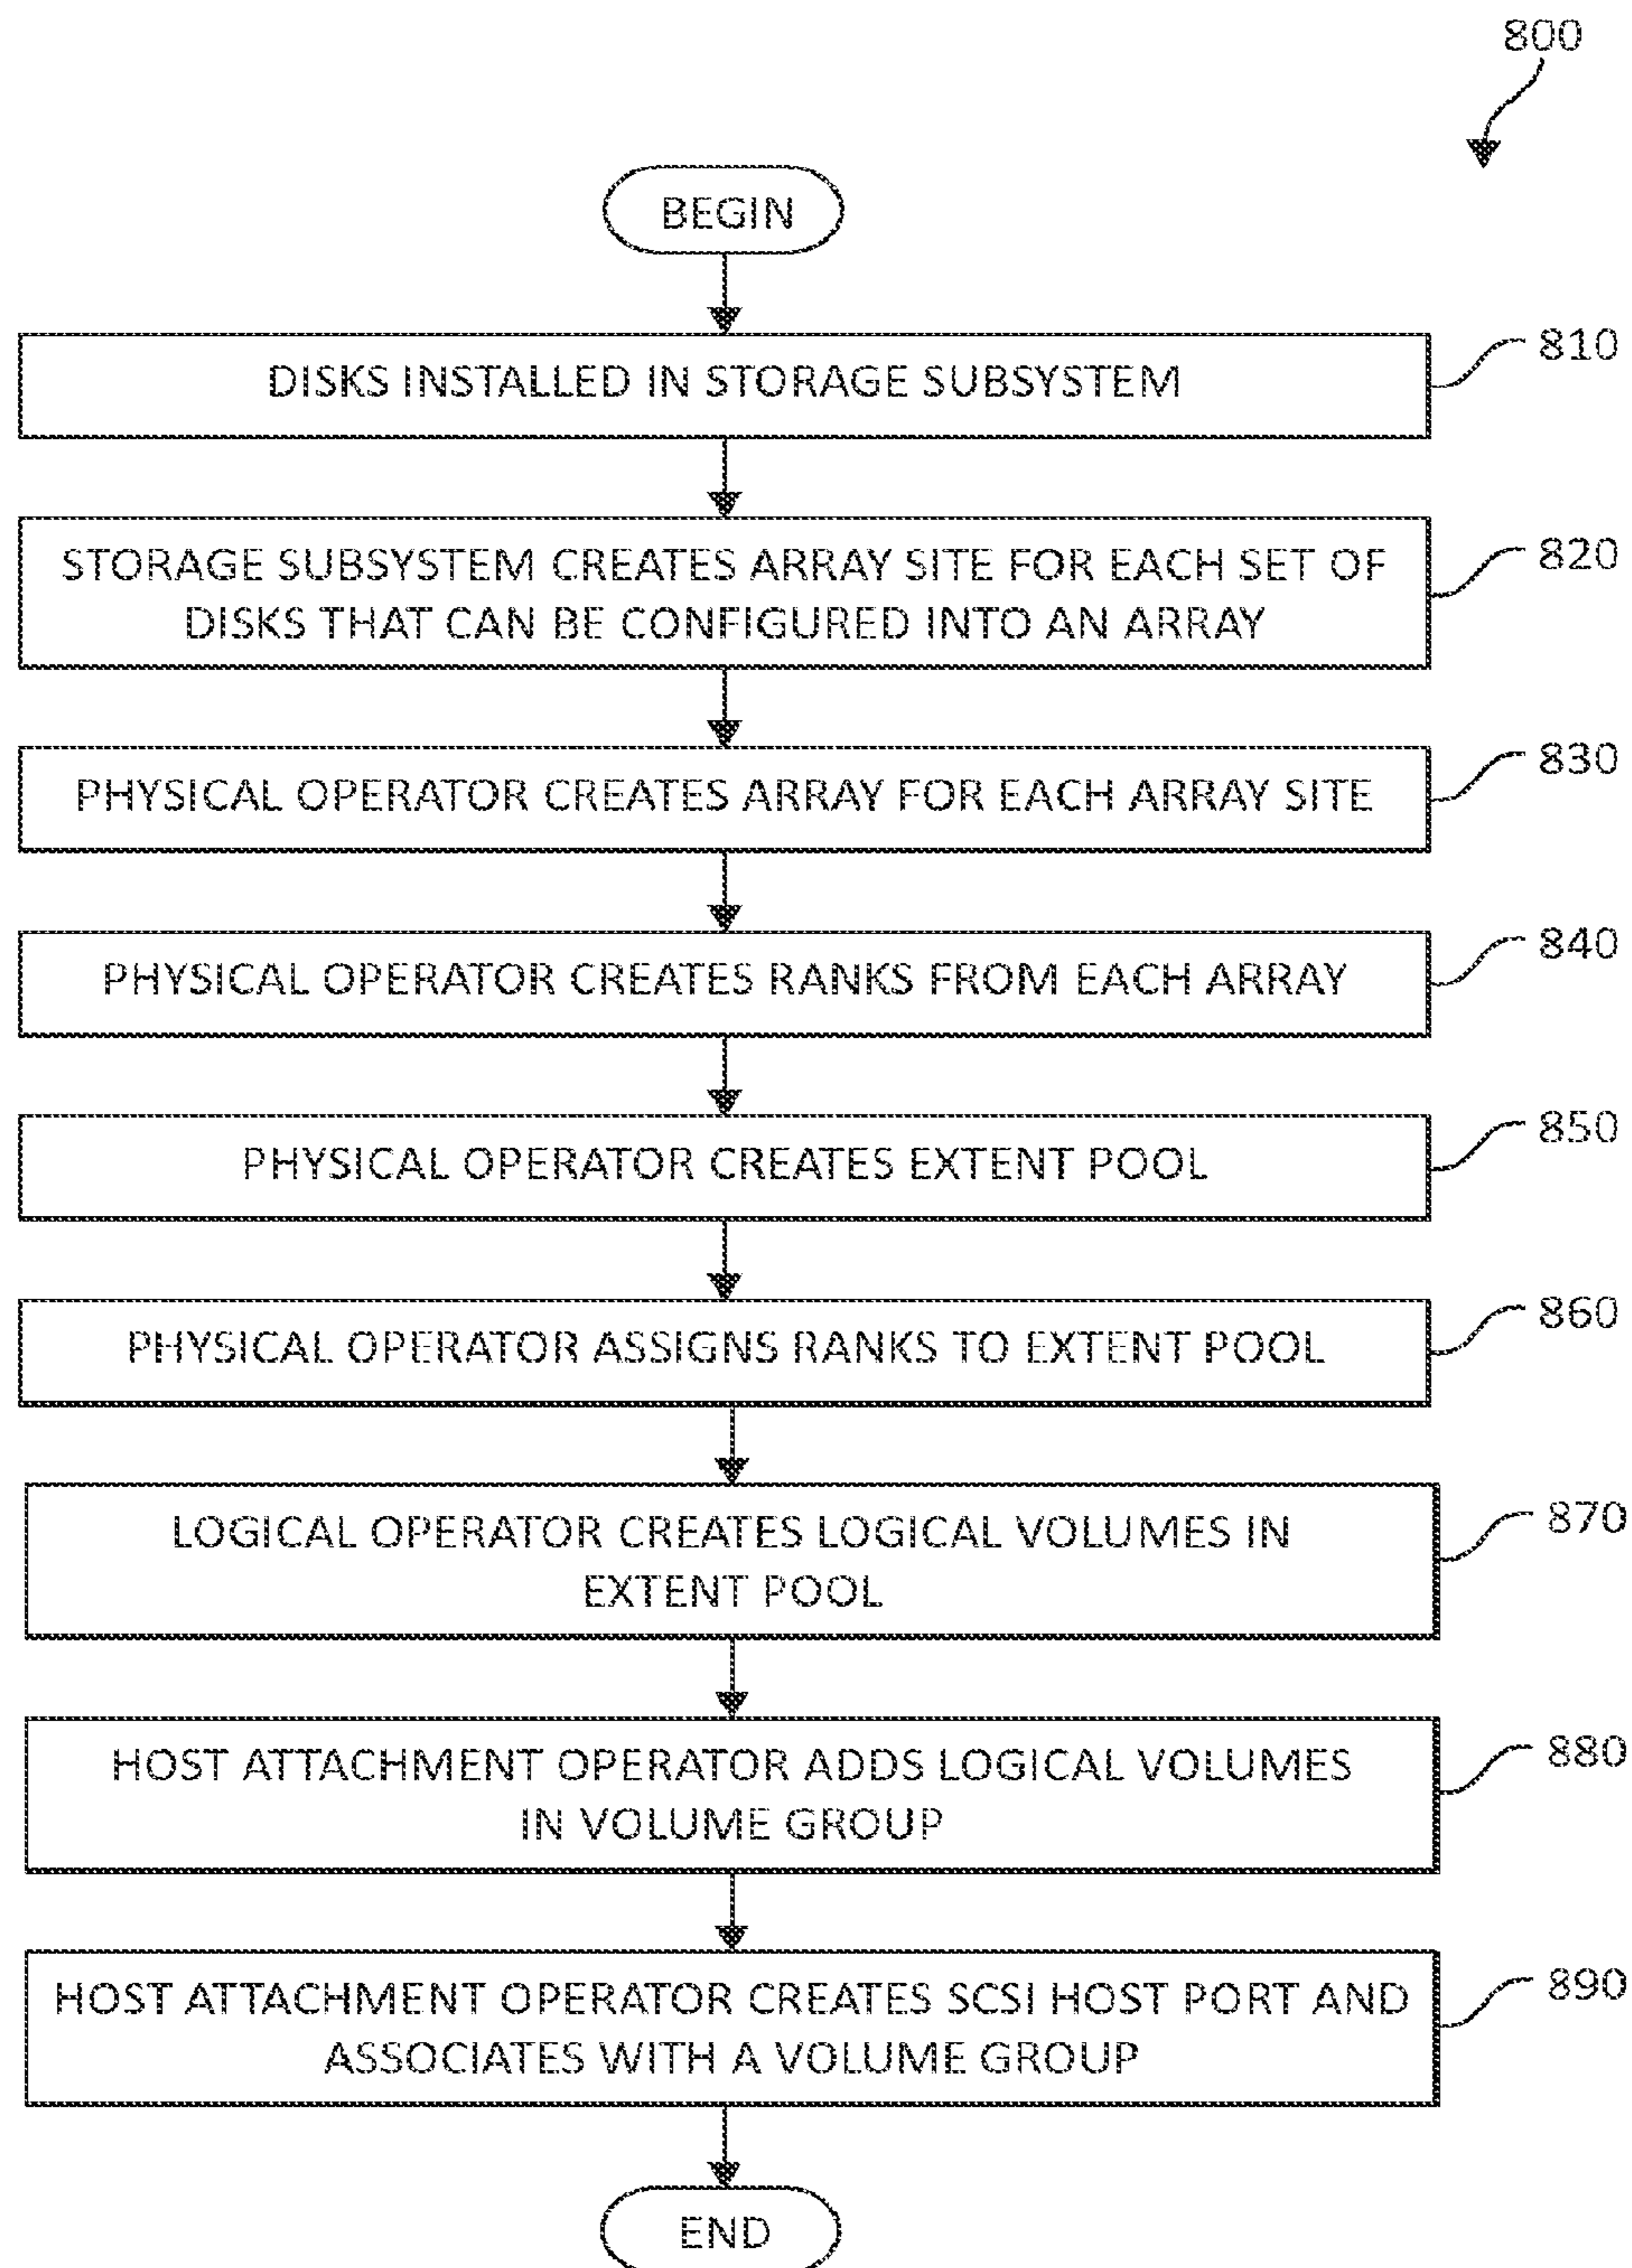 800
BEGIN
DISKS INSTALLED IN STORAGE SUBSYSTEM
810
STORAGE SUBSYSTEM CREATES ARRAY SITE FOR EACH SET OF
DISKS THAT CAN BE CONFIGURED INTO AN ARRAY
820
PHYSICAL OPERATOR CREATES ARRAY FOR EACH ARRAY SITE
830
PHYSICAL OPERATOR CREATES RANKS FROM EACH ARRAY
840
PHYSICAL OPERATOR CREATES EXTENT POOL
850
PHYSICAL OPERATOR ASSIGNS RANKS TO EXTENT POOL
860
LOGICAL OPERATOR CREATES LOGICAL VOLUMES IN
EXTENT POOL
870
HOST ATTACHMENT OPERATOR ADDS LOGICAL VOLUMES
IN VOLUME GROUP
880
HOST ATTACHMENT OPERATOR CREATES SCSI HOST PORT AND
ASSOCIATES WITH A VOLUME GROUP
890
END